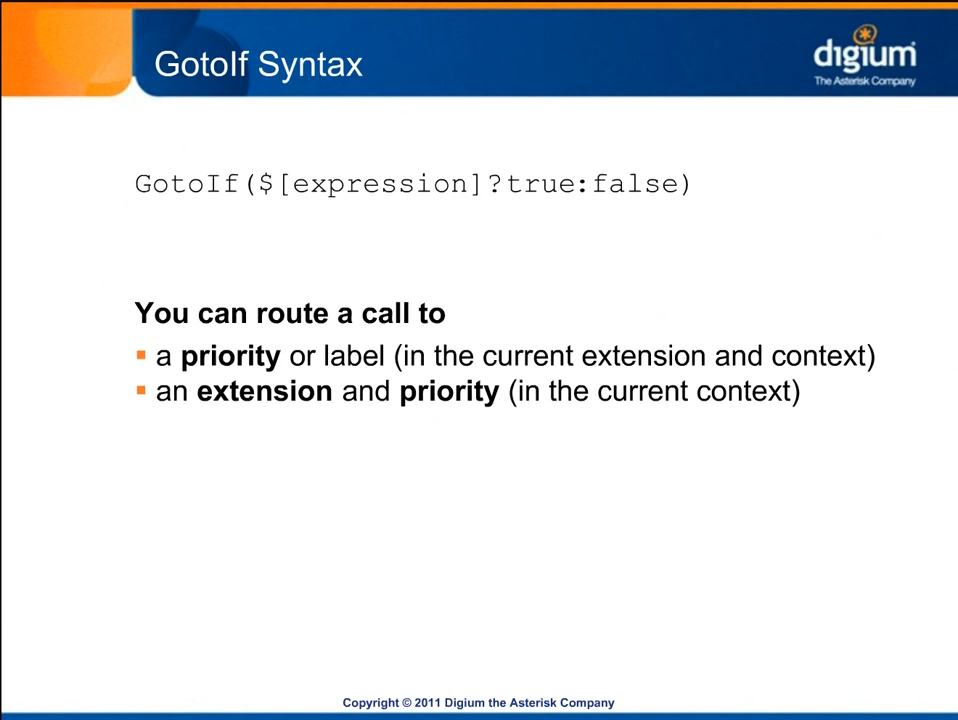 GotoIf Syntax
digium
The Asterisk Company
GotoIf($[expression]?true:false)
You can route a call to
▪ a priority or label (in the current extension and context)
▪ an extension and priority (in the current context)
Copyright © 2011 Digium the Asterisk Company